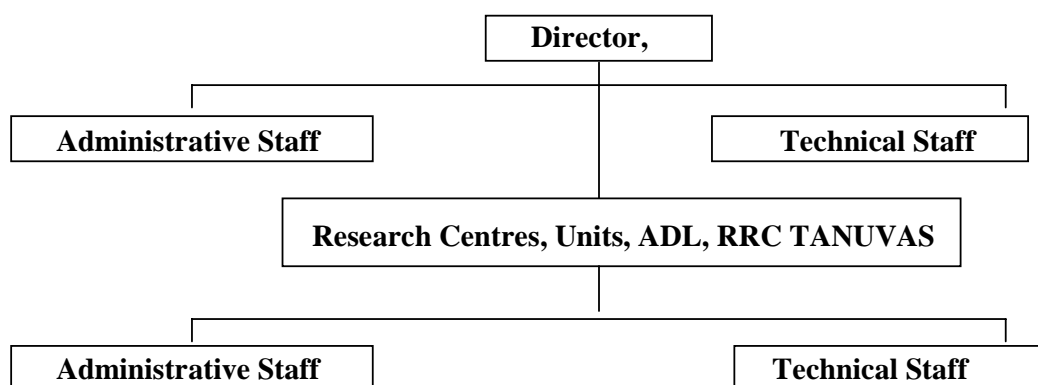 Director,
Administrative Staff
Technical Staff
Research Centres, Units, ADL, RRC TANUVAS
Administrative Staff
Technical Staff